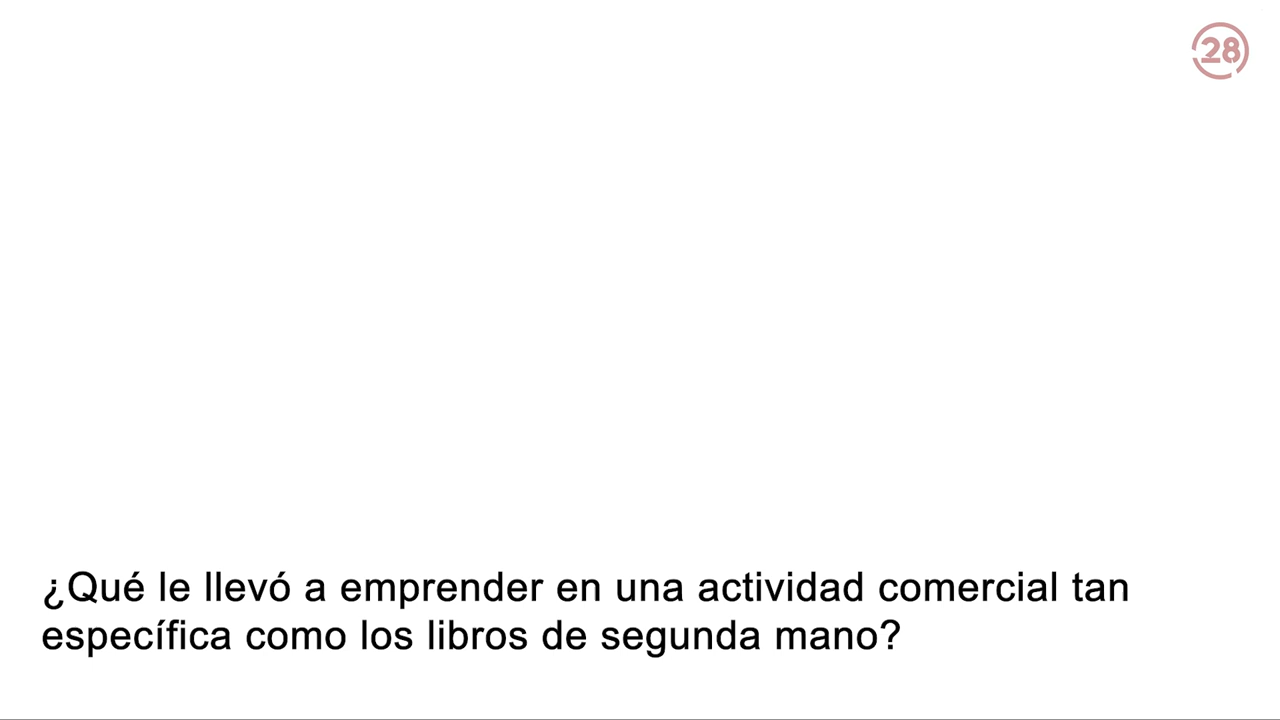 28
¿Qué le llevó a emprender en una actividad comercial tan
específica como los libros de segunda mano?